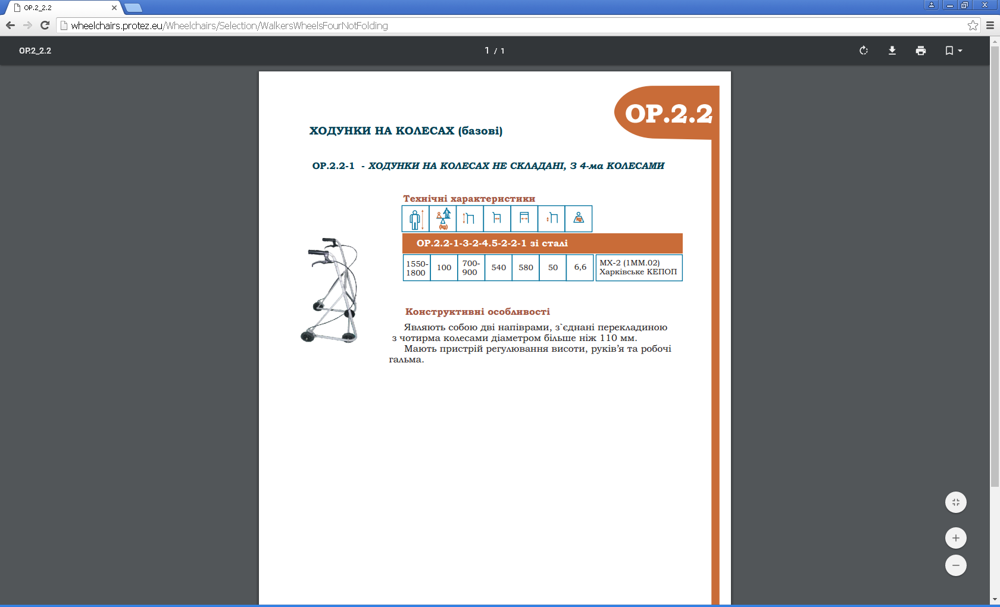 OP.2_2.2
wheelchairs.protez.eu/Wheelchairs/Selection/WalkersWheelsFourNotFolding
OP.2_2.2
1 / 1
ОР.2.2
ХОДУНКИ НА КОЛЕСАХ (базові)
ОР.2.2-1 - ХОДУНКИ НА КОЛЕСАХ НЕ СКЛАДАНІ, З 4-ма КОЛЕСАМИ
Технічні характеристики
(kg)
kg
ОР.2.2-1-3-2-4.5-2-2-1 зі сталі
1550-1800 100 700-900 540 580 50 6,6 МХ-2 (1ММ.02)
Харківське КЕПОП
Конструктивні особливості
Являють собою дві напіврами, з`єднані перекладиною
з чотирма колесами діаметром більше ніж 110 мм.
Мають пристрій регулювання висоти, руків’я та робочі
гальма.